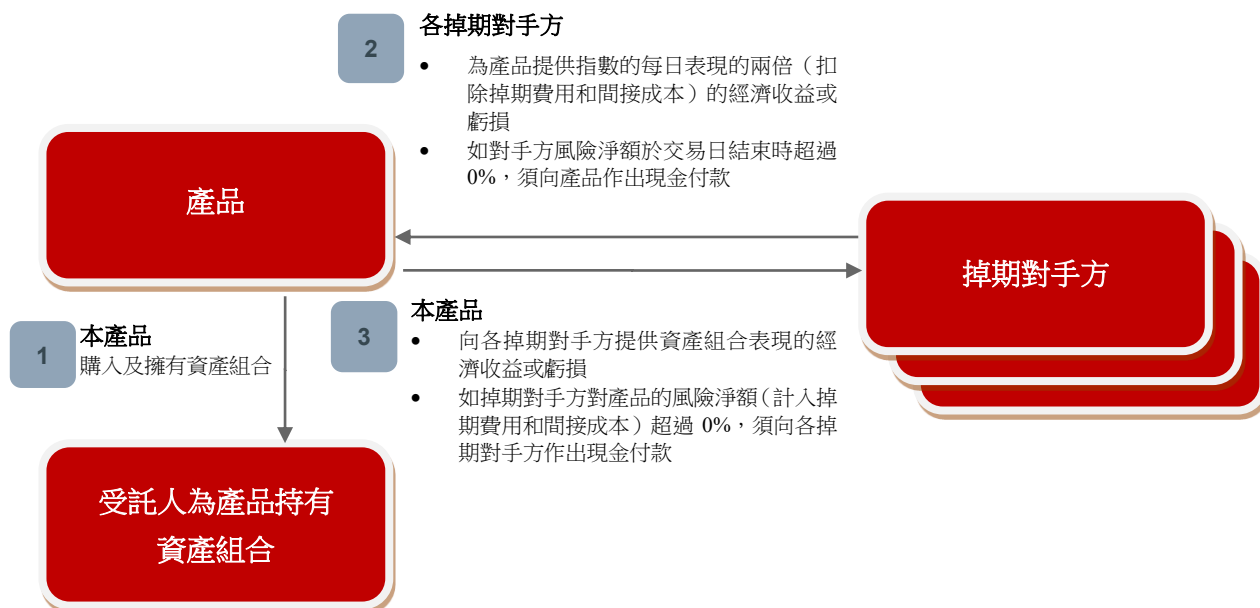 2
各掉期對手方
• 為產品提供指數的每日表現的兩倍（扣
除掉期費用和間接成本）的經濟收益或
虧損
• 如對手方風險淨額於交易日結束時超過
0%，須向產品作出現金付款
產品
掉期對手方
1
本產品
購入及擁有資產組合
3
本產品
• 向各掉期對手方提供資產組合表現的經
濟收益或虧損
• 如掉期對手方對產品的風險淨額（計入掉
期費用和間接成本）超過 0%，須向各掉
期對手方作出現金付款
受託人為產品持有
資產組合